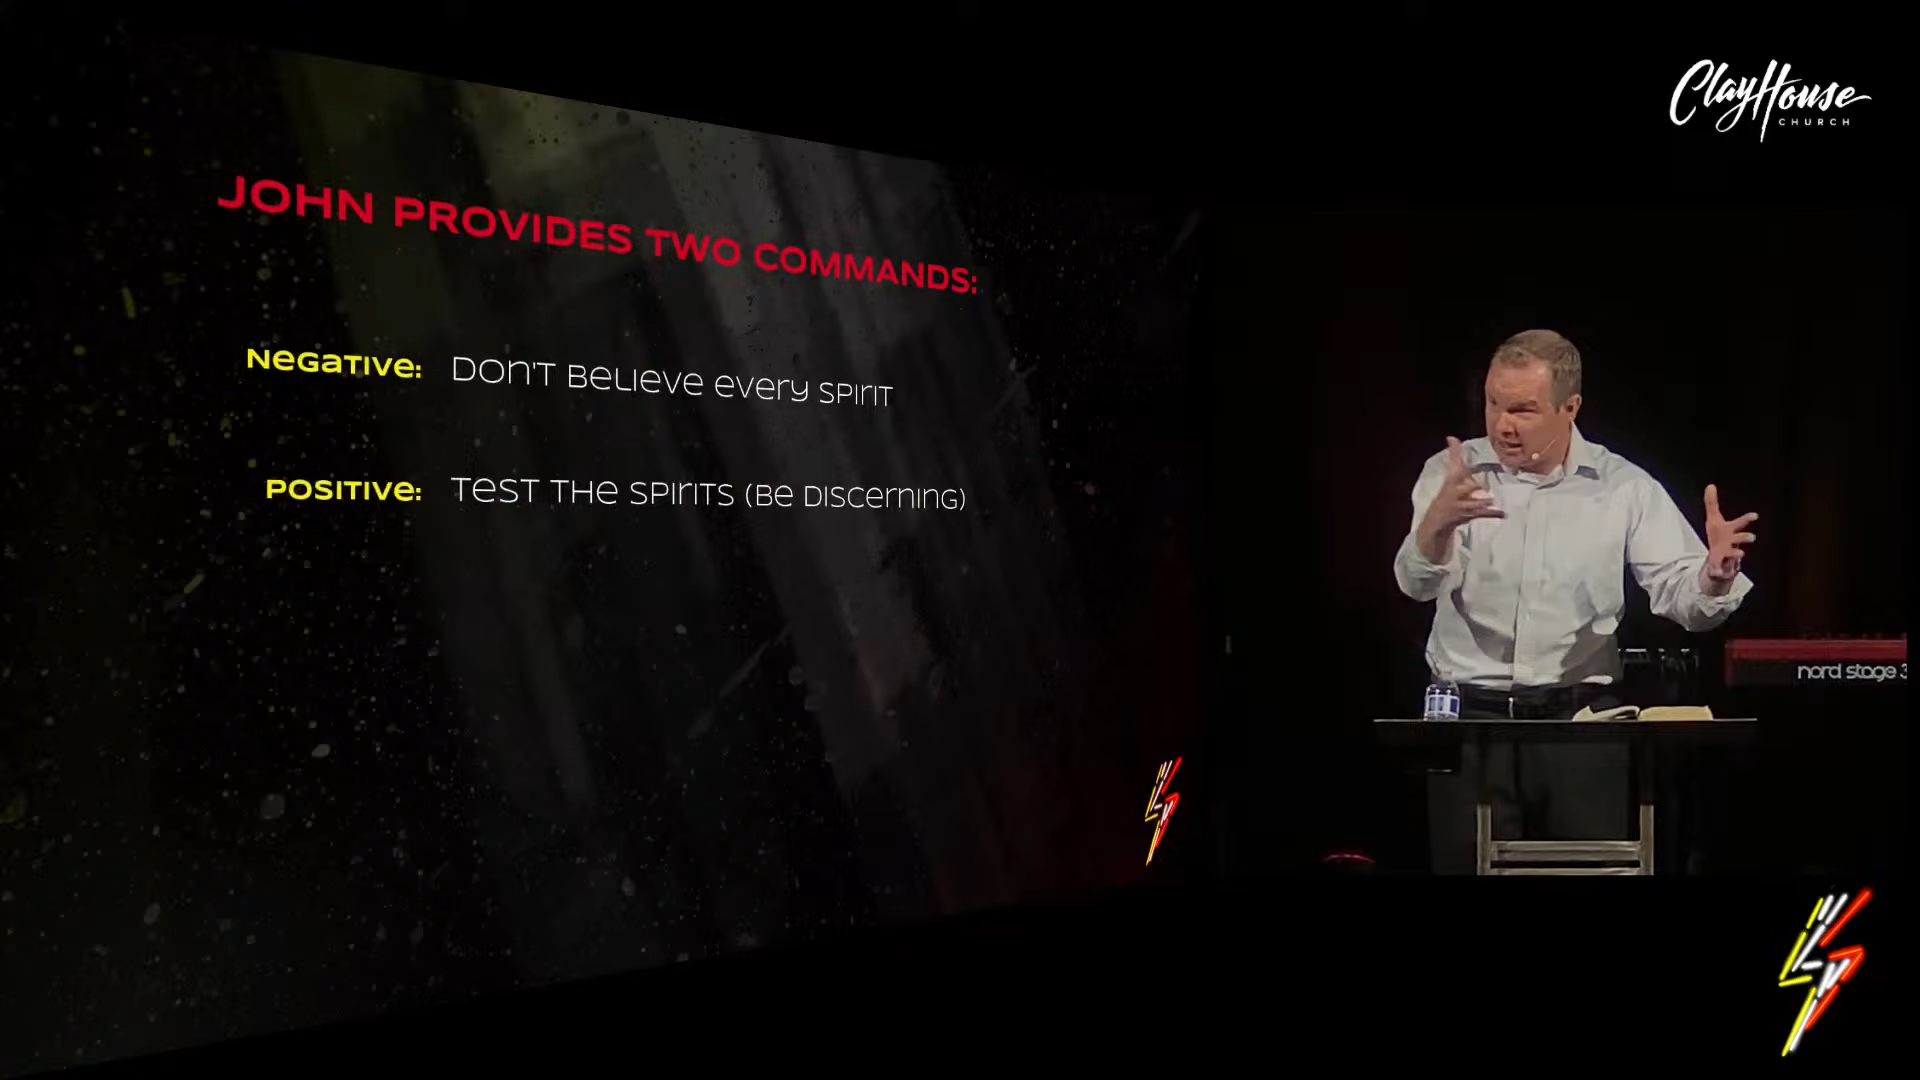 ClayHouse
CHURCH
JOHN PROVIDES TWO COMMANDS:
NEGATIVE: DON'T BELIEVE EVERY SPIRIT
POSITIVE: TEST THE SPIRITS (BE DISCERNING)
nord stage 3